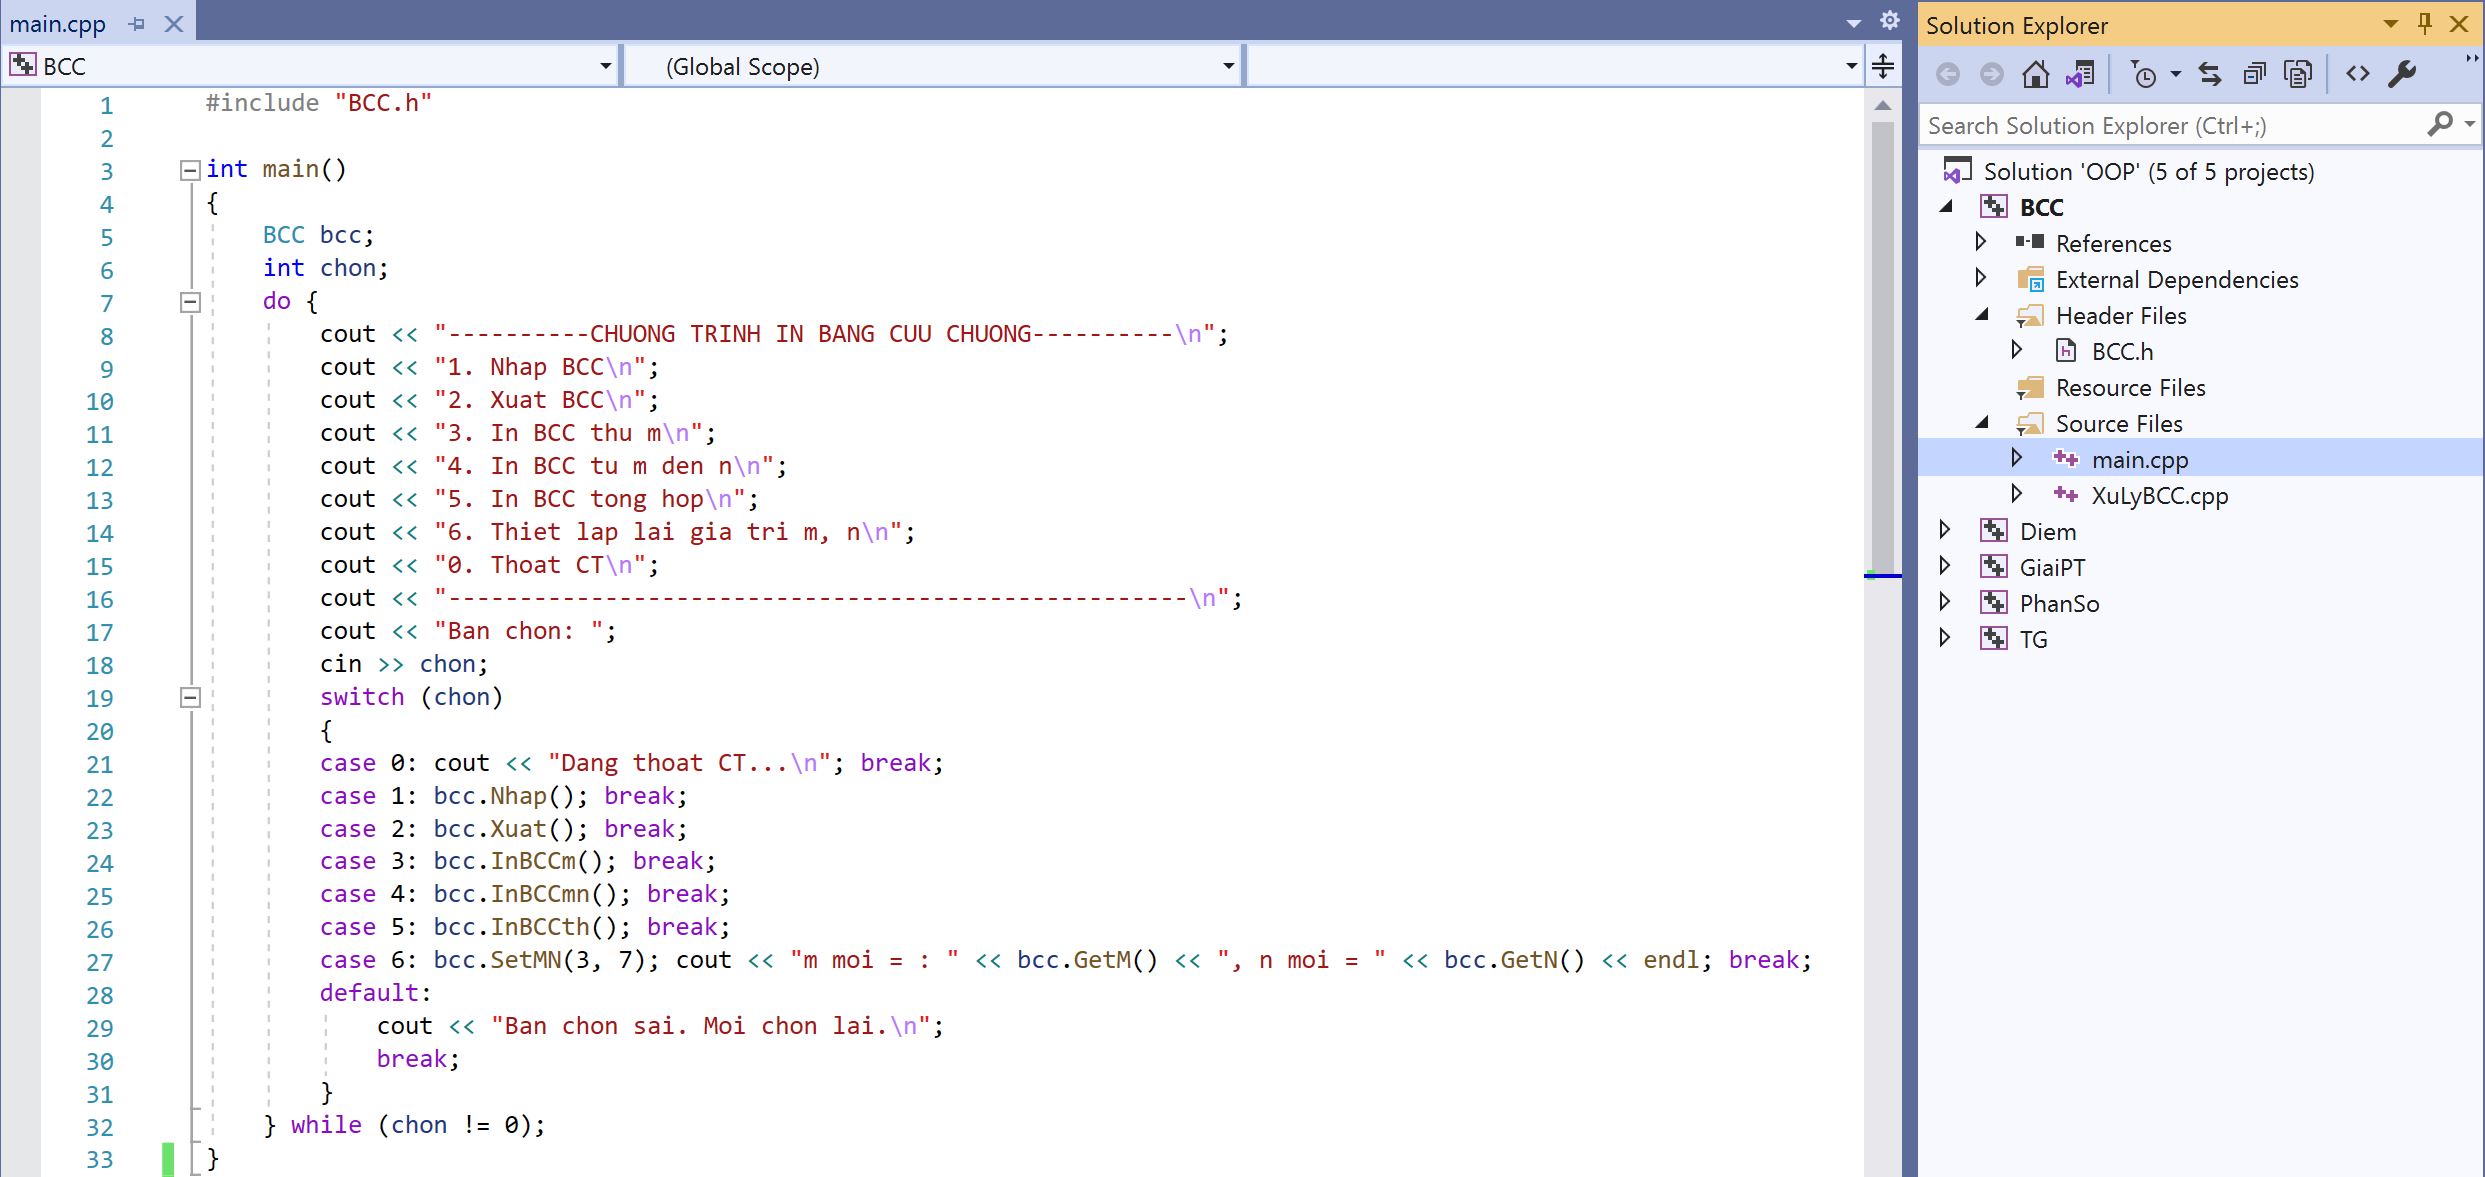 main.cpp
BCC
(Global Scope)
1 #include "BCC.h"
2
3 int main()
4 {
5 BCC bcc;
6 int chon;
7 do {
8 cout << "----------CHUONG TRINH IN BANG CUU CHUONG----------\n";
9 cout << "1. Nhap BCC\n";
10 cout << "2. Xuat BCC\n";
11 cout << "3. In BCC thu m\n";
12 cout << "4. In BCC tu m den n\n";
13 cout << "5. In BCC tong hop\n";
14 cout << "6. Thiet lap lai gia tri m, n\n";
15 cout << "0. Thoat CT\n";
16 cout << "----------------------------------------------------\n";
17 cout << "Ban chon: ";
18 cin >> chon;
19 switch (chon)
20 {
21 case 0: cout << "Dang thoat CT...\n"; break;
22 case 1: bcc.Nhap(); break;
23 case 2: bcc.Xuat(); break;
24 case 3: bcc.InBCCm(); break;
25 case 4: bcc.InBCCmn(); break;
26 case 5: bcc.InBCCth(); break;
27 case 6: bcc.SetMN(3, 7); cout << "m moi = : " << bcc.GetM() << ", n moi = " << bcc.GetN() << endl; break;
28 default:
29 cout << "Ban chon sai. Moi chon lai.\n";
30 break;
31 }
32 } while (chon != 0);
33 }
Solution Explorer
Search Solution Explorer (Ctrl+;)
Solution 'OOP' (5 of 5 projects)
BCC
References
External Dependencies
Header Files
BCC.h
Resource Files
Source Files
main.cpp
XuLyBCC.cpp
Diem
GiaiPT
PhanSo
TG